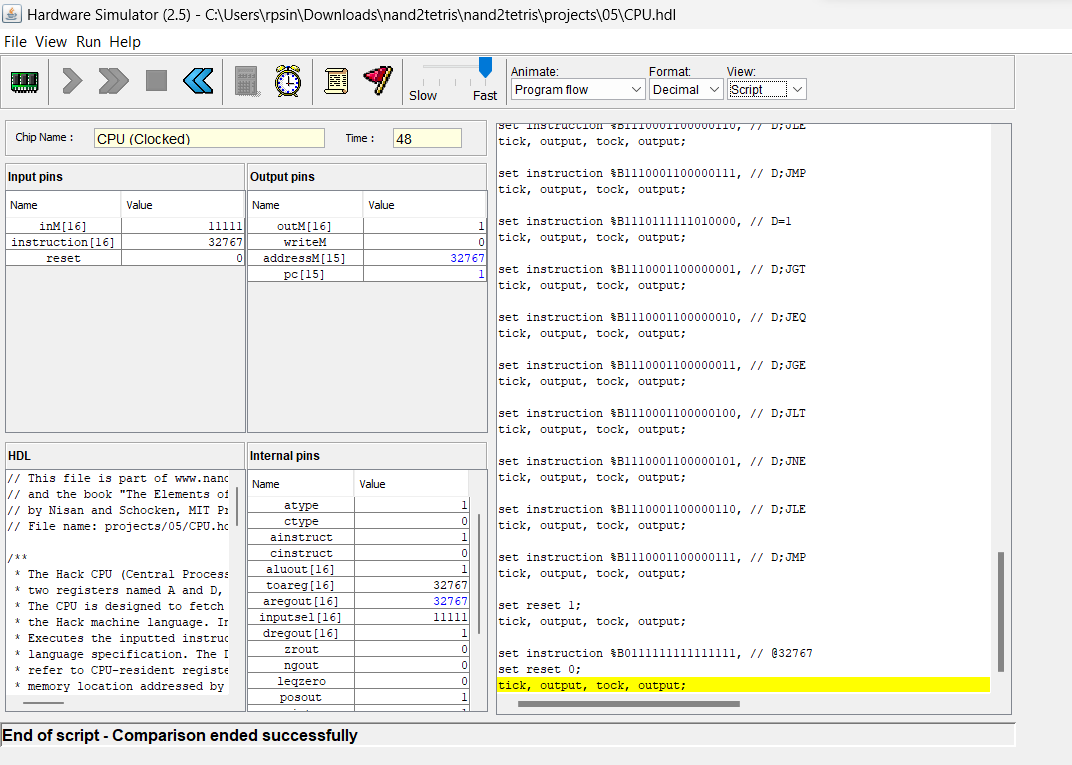 Hardware Simulator (2.5) - C:\Users\rpsin\Downloads\nand2tetris\nand2tetris\projects\05\CPU.hdl
File View Run Help
Slow Fast
Animate: Format: View:
Program flow Decimal Script
Chip Name : CPU (Clocked) Time : 48
Input pins
Name Value
inM[16] 11111
instruction[16] 32767
reset 0
Output pins
Name Value
outM[16] 1
writeM 0
addressM[15] 32767
pc[15] 1
HDL
// This file is part of www.nand
// and the book "The Elements of
// by Nisan and Schocken, MIT Pr
// File name: projects/05/CPU.hd
/**
* The Hack CPU (Central Process
* two registers named A and D,
* The CPU is designed to fetch
* the Hack machine language. In
* Executes the inputted instruc
* language specification. The D
* refer to CPU-resident registe
* memory location addressed by
Internal pins
Name Value
atype 1
ctype 0
ainstruct 1
cinstruct 0
aluout[16] 1
toareg[16] 32767
aregout[16] 32767
inputsel[16] 11111
dregout[16] 1
zrout 0
ngout 0
leqzero 0
posout 1
set instruction %B1110001100000110, // D;JLE
tick, output, tock, output;
set instruction %B1110001100000111, // D;JMP
tick, output, tock, output;
set instruction %B1110111111010000, // D=1
tick, output, tock, output;
set instruction %B1110001100000001, // D;JGT
tick, output, tock, output;
set instruction %B1110001100000010, // D;JEQ
tick, output, tock, output;
set instruction %B1110001100000011, // D;JGE
tick, output, tock, output;
set instruction %B1110001100000100, // D;JLT
tick, output, tock, output;
set instruction %B1110001100000101, // D;JNE
tick, output, tock, output;
set instruction %B1110001100000110, // D;JLE
tick, output, tock, output;
set instruction %B1110001100000111, // D;JMP
tick, output, tock, output;
set reset 1;
tick, output, tock, output;
set instruction %B0111111111111111, // @32767
set reset 0;
tick, output, tock, output;
End of script - Comparison ended successfully